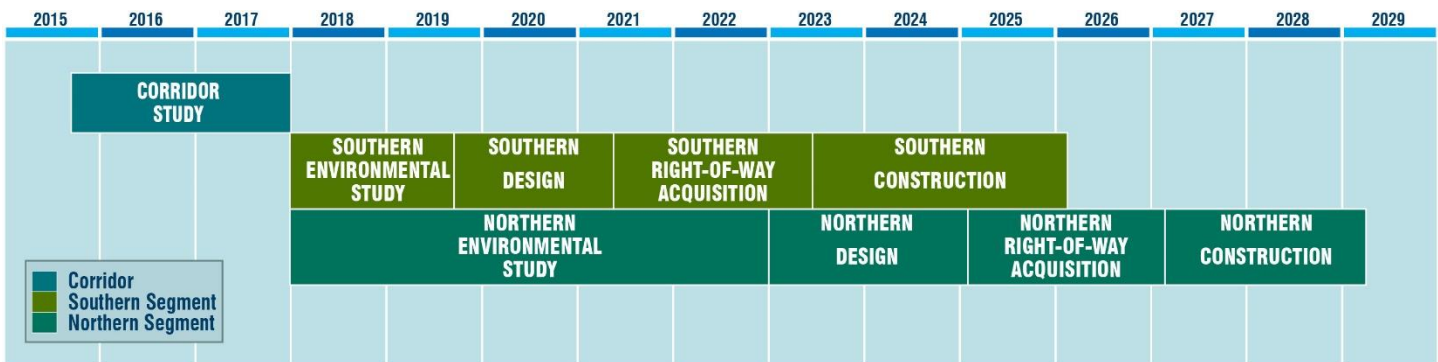 2015 2016 2017 2018 2019 2020 2021 2022 2023 2024 2025 2026 2027 2028 2029
CORRIDOR
STUDY
SOUTHERN
ENVIRONMENTAL
STUDY
SOUTHERN
DESIGN
SOUTHERN
RIGHT-OF-WAY
ACQUISITION
SOUTHERN
CONSTRUCTION
NORTHERN
ENVIRONMENTAL
STUDY
NORTHERN
DESIGN
NORTHERN
RIGHT-OF-WAY
ACQUISITION
NORTHERN
CONSTRUCTION
Corridor
Southern Segment
Northern Segment